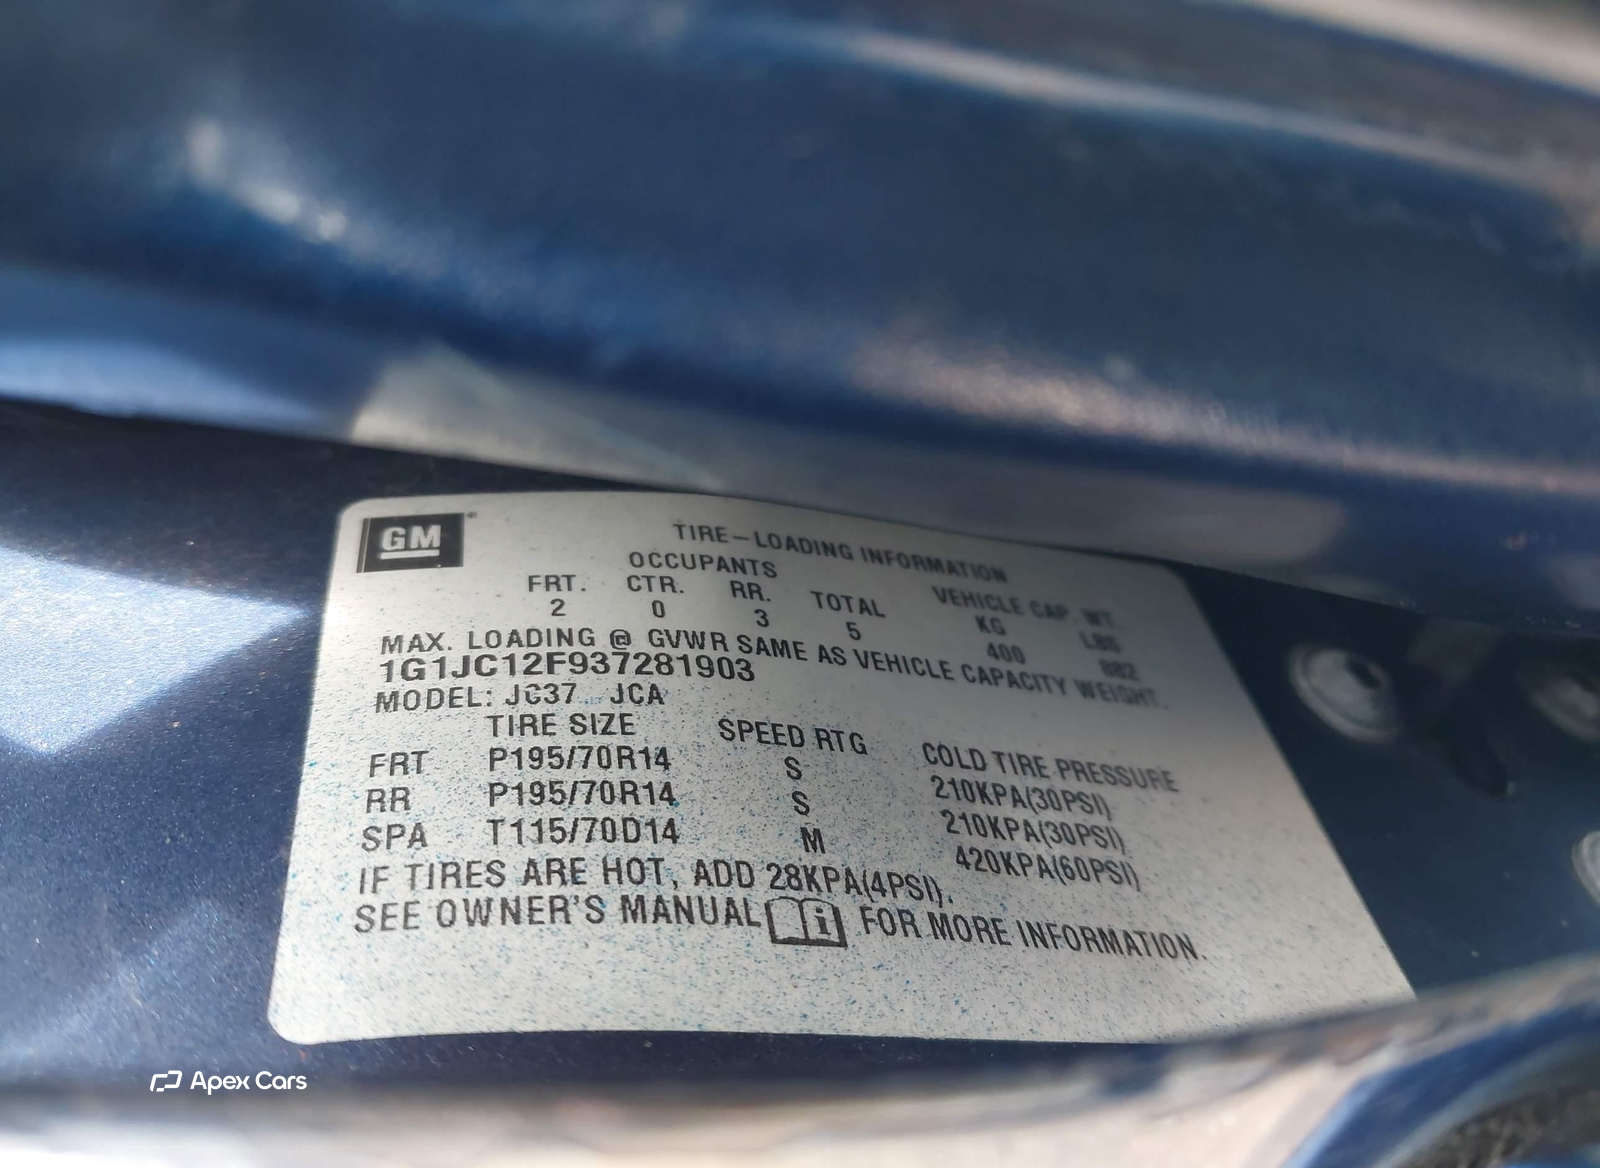 GM
TIRE–LOADING INFORMATION
OCCUPANTS
FRT. CTR. RR. TOTAL VEHICLE CAP. WT.
KG LBS
2 0 3 5 400 882
MAX. LOADING @ GVWR SAME AS VEHICLE CAPACITY WEIGHT.
1G1JC12F937281903
MODEL: JC37 JCA
TIRE SIZE SPEED RTG COLD TIRE PRESSURE
FRT P195/70R14 S 210KPA(30PSI)
RR P195/70R14 S 210KPA(30PSI)
SPA T115/70D14 M 420KPA(60PSI)
IF TIRES ARE HOT, ADD 28KPA(4PSI).
SEE OWNER'S MANUAL i FOR MORE INFORMATION.
Apex Cars